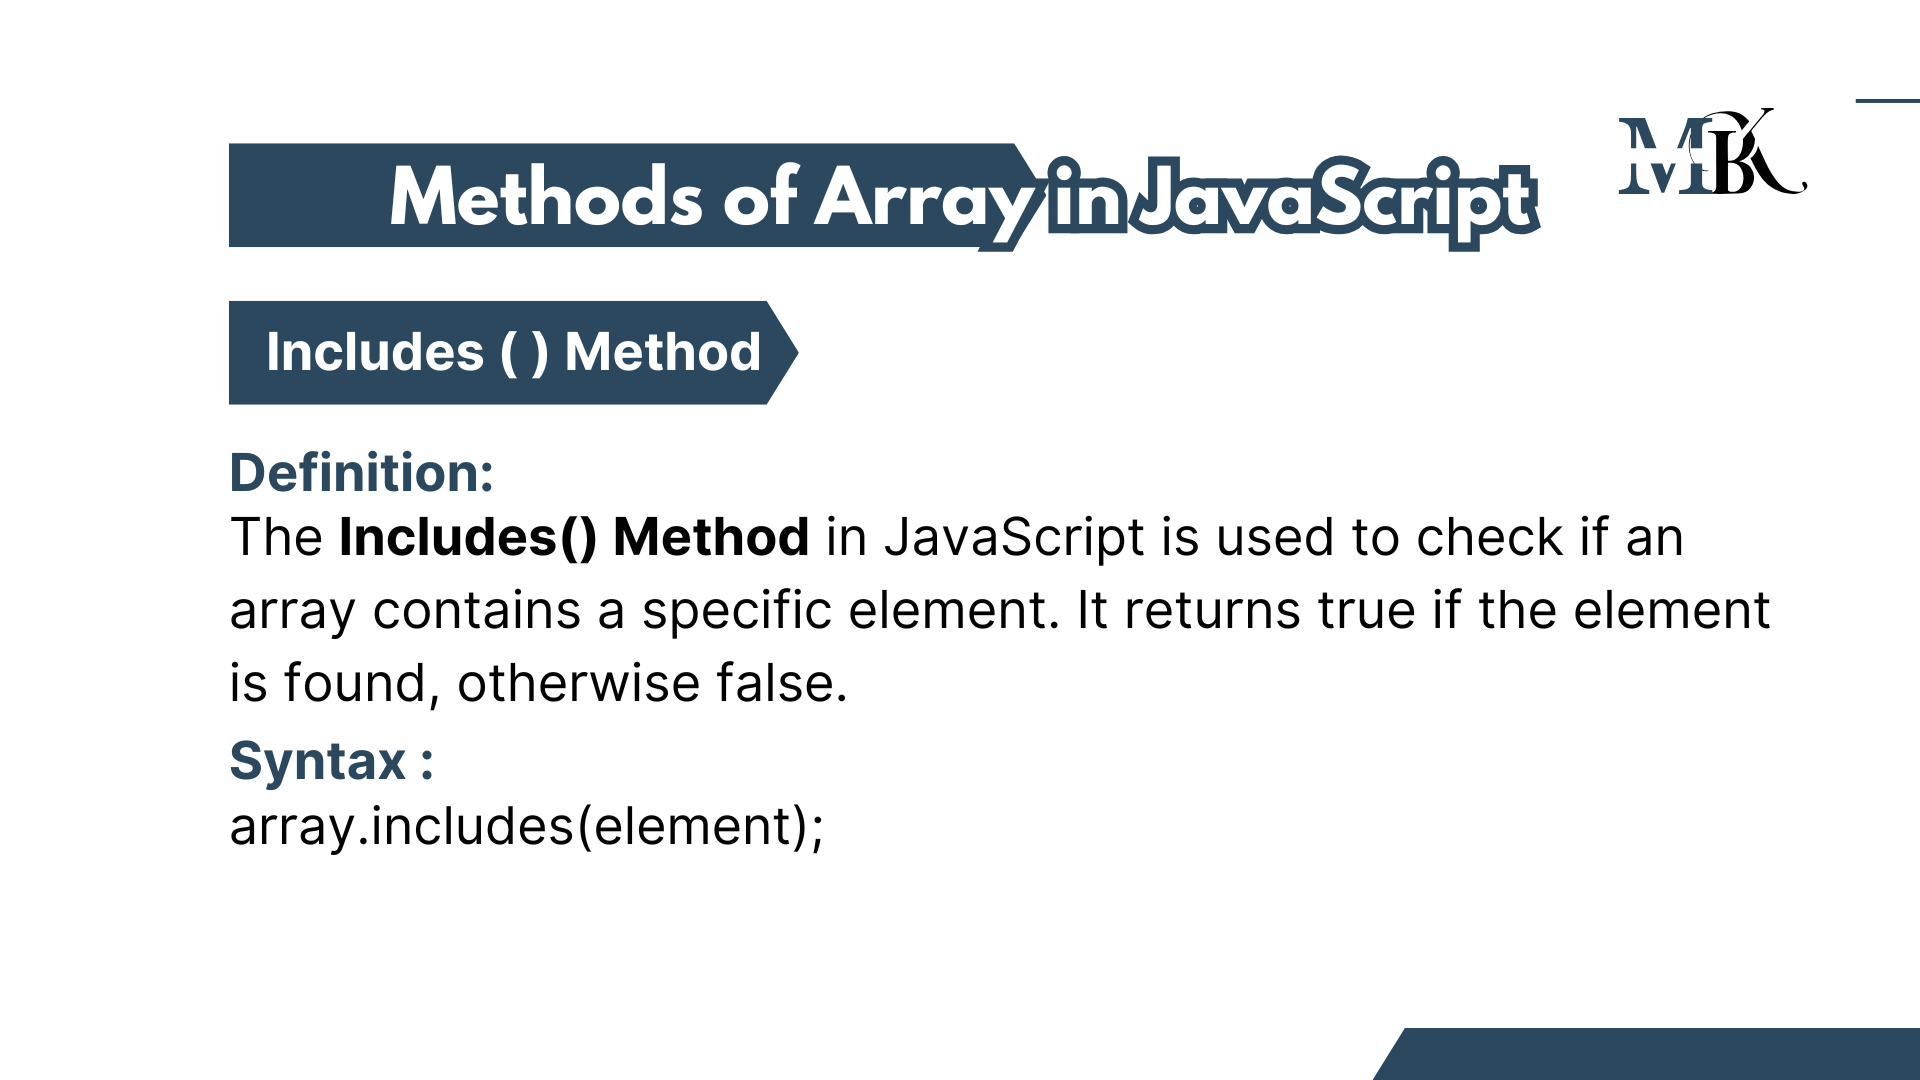 Methods of Array in JavaScript
MBK
Includes ( ) Method
Definition:
The Includes() Method in JavaScript is used to check if an
array contains a specific element. It returns true if the element
is found, otherwise false.
Syntax :
array.includes(element);